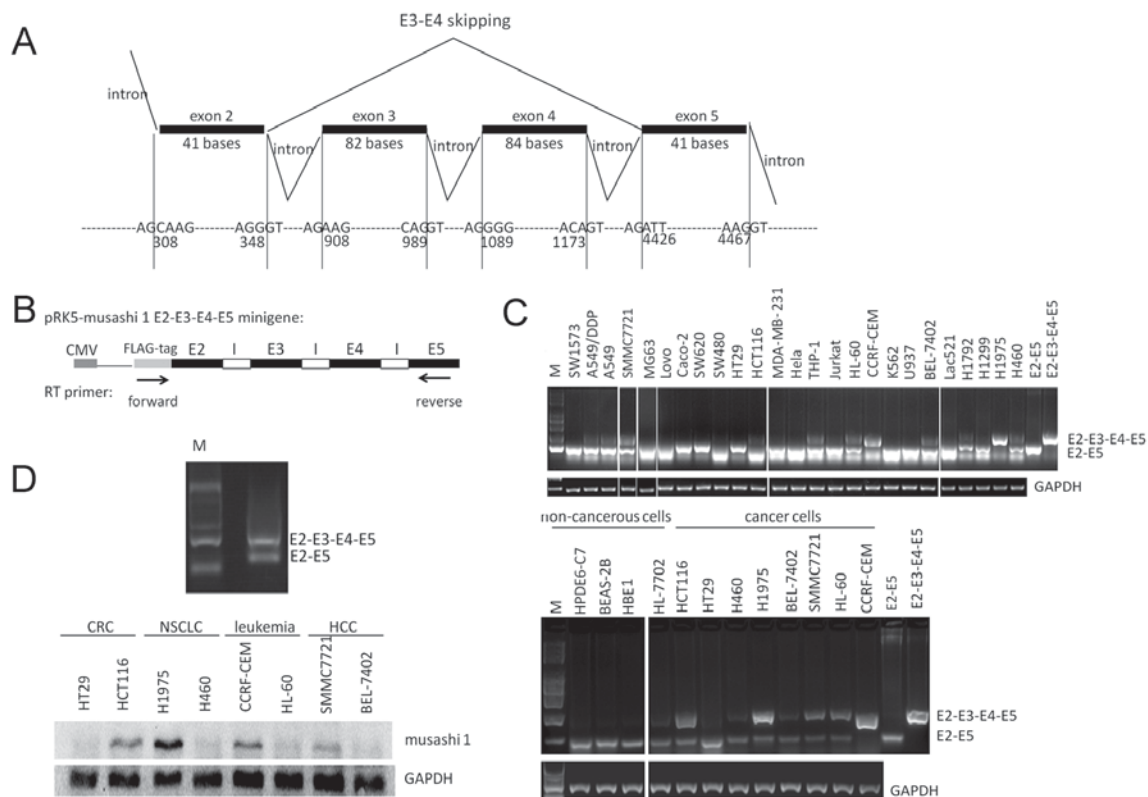 A
E3-E4 skipping
intron
exon 2
exon 3
exon 4
exon 5
41 bases
intron
82 bases
intron
84 bases
intron
41 bases
intron
--------AGCAAG------AGGGT---AGAAG-------CAGGT---AGGGG------ACAGT---AGATT------AAGGT------
308
348
908
989
1089
1173
4426
4467
B
pRK5-musashi 1 E2-E3-E4-E5 minigene:
CMV
FLAG-tag
E2
I
E3
I
E4
I
E5
RT primer:
forward
reverse
M
E2-E3-E4-E5
E2-E5
C
M
SW1573
A549/DDP
A549
SMMC7721
MG63
Lovo
Caco-2
SW620
SW480
HT29
HCT116
MDA-MB-231
Hela
THP-1
Jurkat
HL-60
CCRF-CEM
K562
U937
BEL-7402
Lac521
H1792
H1299
H1975
H460
E2-E5
E2-E3-E4-E5
E2-E3-E4-E5
E2-E5
GAPDH
non-cancerous cells
cancer cells
M
HPDE6-C7
BEAS-2B
HBE1
HL-7702
HCT116
HT29
H460
H1975
BEL-7402
SMMC7721
HL-60
CCRF-CEM
E2-E5
E2-E3-E4-E5
E2-E3-E4-E5
E2-E5
GAPDH
D
CRC
NSCLC
leukemia
HCC
HT29
HCT116
H1975
H460
CCRF-CEM
HL-60
SMMC7721
BEL-7402
musashi 1
GAPDH